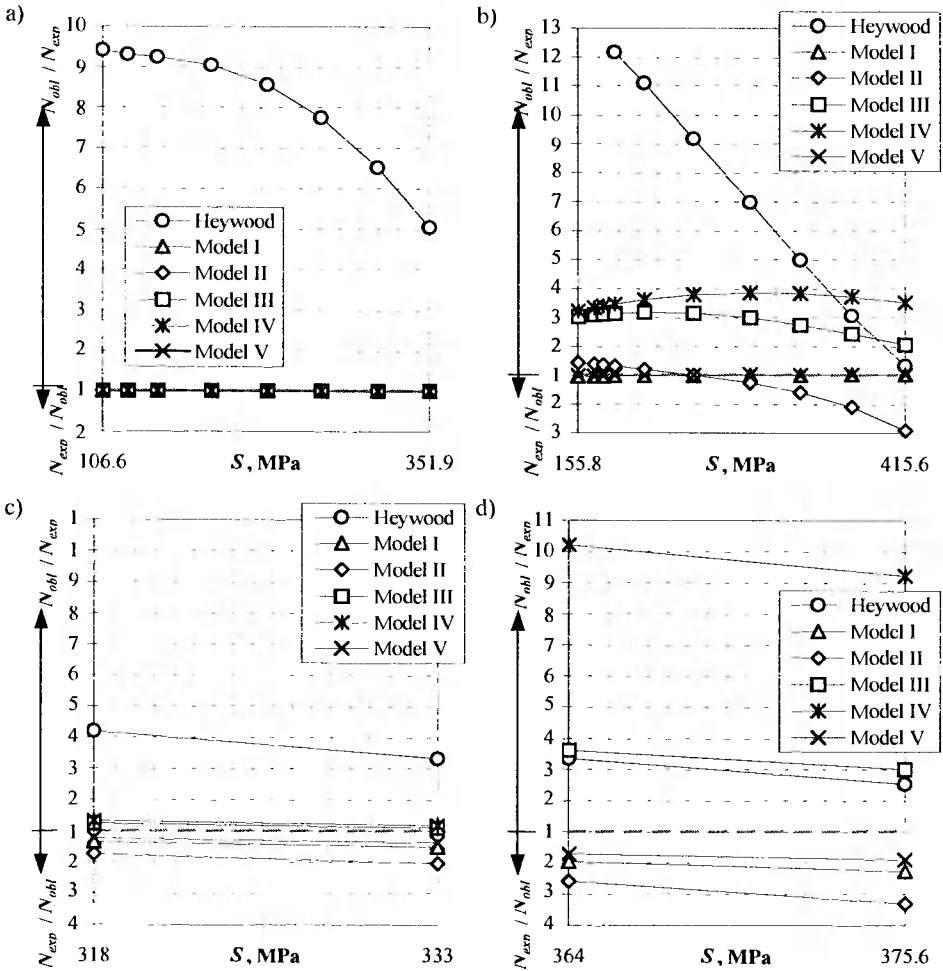 a)
N_obl / N_exp
10
9
8
7
6
5
4
3
2
1
2
N_exp / N_obl
Heywood
Model I
Model II
Model III
Model IV
Model V
106.6
S, MPa
351.9
b)
N_obl / N_exp
13
12
11
10
9
8
7
6
5
4
3
2
1
2
3
N_exp / N_obl
Heywood
Model I
Model II
Model III
Model IV
Model V
155.8
S, MPa
415.6
c)
N_obl / N_exp
1
1
9
8
7
6
5
4
3
2
1
2
3
4
N_exp / N_obl
Heywood
Model I
Model II
Model III
Model IV
Model V
318
S, MPa
333
d)
N_obl / N_exp
11
10
9
8
7
6
5
4
3
2
1
2
3
4
N_exp / N_obl
Heywood
Model I
Model II
Model III
Model IV
Model V
364
S, MPa
375.6